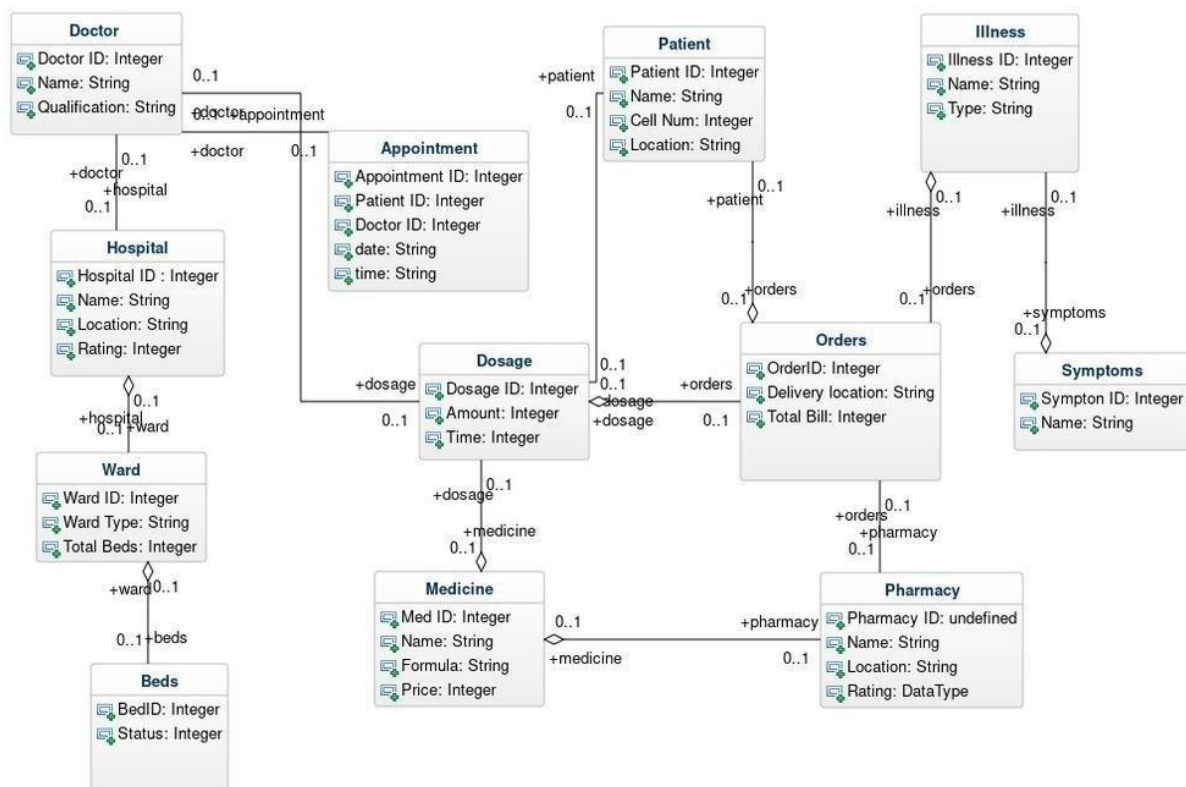 Doctor
Doctor ID: Integer
Name: String
Qualification: String
0..1
+doctor
0..1
+appointment
+doctor
0..1
Appointment
Appointment ID: Integer
Patient ID: Integer
Doctor ID: Integer
date: String
time: String
0..1
+doctor
+hospital
0..1
Hospital
Hospital ID : Integer
Name: String
Location: String
Rating: Integer
0..1
+hospital
0..1
+ward
Ward
Ward ID: Integer
Ward Type: String
Total Beds: Integer
+ward
0..1
0..1
+beds
Beds
BedID: Integer
Status: Integer
Patient
Patient ID: Integer
Name: String
Cell Num: Integer
Location: String
+patient
0..1
0..1
+patient
+orders
0..1
Illness
Illness ID: Integer
Name: String
Type: String
0..1
+illness
+orders
0..1
0..1
+illness
+symptoms
0..1
Symptoms
Sympton ID: Integer
Name: String
Orders
OrderID: Integer
Delivery location: String
Total Bill: Integer
+dosage
0..1
Dosage
Dosage ID: Integer
Amount: Integer
Time: Integer
0..1
0..1
+dosage
+dosage
+orders
0..1
0..1
+dosage
+medicine
0..1
0..1
+orders
+pharmacy
0..1
Medicine
Med ID: Integer
Name: String
Formula: String
Price: Integer
0..1
+medicine
+pharmacy
0..1
Pharmacy
Pharmacy ID: undefined
Name: String
Location: String
Rating: DataType